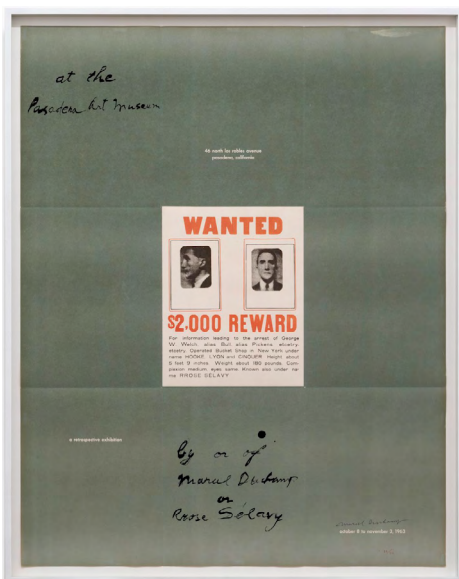 at the
Pasadena Art Museum
46 north los robles avenue
pasadena, california
WANTED
$2,000 REWARD
For information leading to the arrest of George
W. Welch, alias Bull, alias Pickens. etcetry,
etcetry. Operated Bucket Shop in New York under
name HOOKE, LYON and CINQUER. Height about
5 feet 9 inches. Weight about 180 pounds. Com-
plexion medium, eyes same. Known also under na-
me RROSE SÉLAVY
a retrospective exhibition
by or of
Marcel Duchamp
or
Rrose Sélavy
Marcel Duchamp
october 8 to november 3, 1963